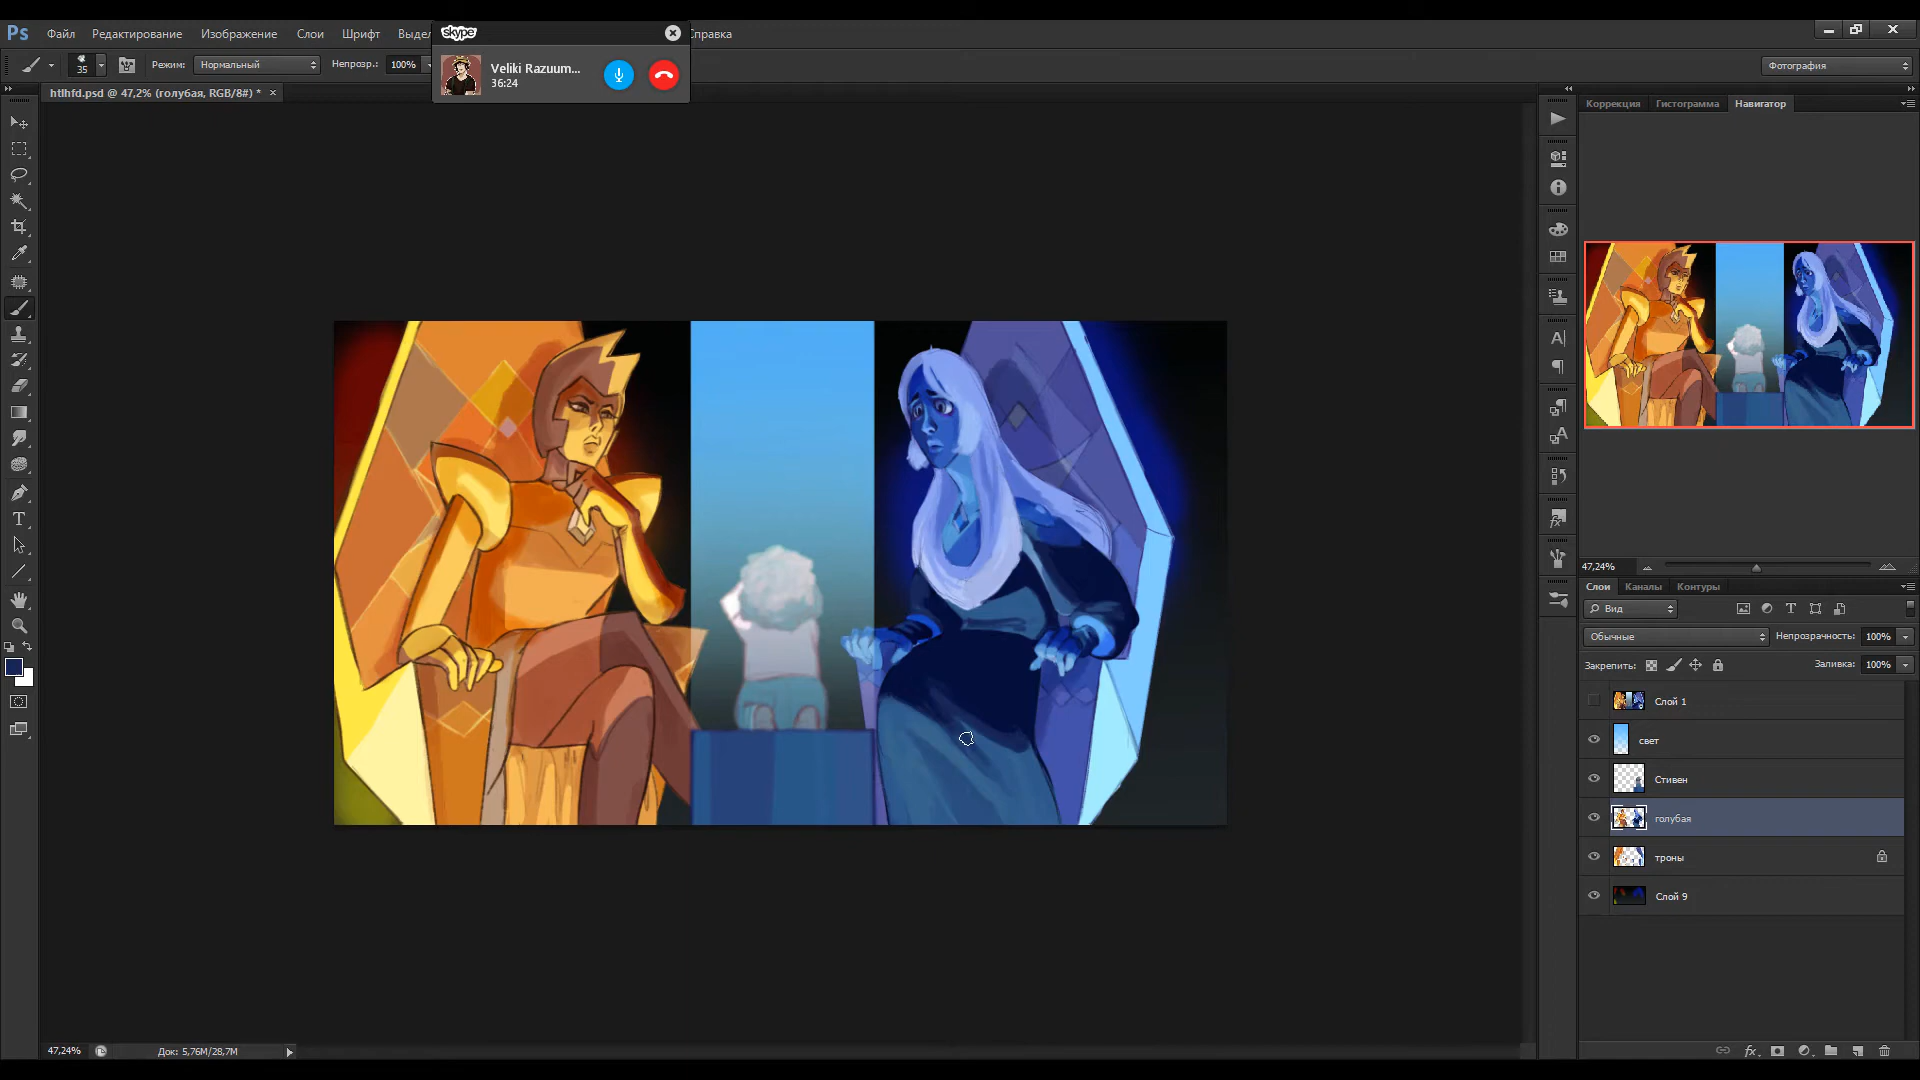 Ps Файл Редактирование Изображение Слои Шрифт Выдел Справка
skype
Veliki Razuum...
36:24
35 Режим: Нормальный Непрозр.: 100% Фотография
htlhfd.psd @ 47,2% (голубая, RGB/8#) * ×
Коррекция Гистограмма Навигатор
47,24%
Слои Каналы Контуры
Вид
Обычные Непрозрачность: 100%
Закрепить: Заливка: 100%
Слой 1
свет
Стивен
голубая
троны
Слой 9
47,24% Док: 5,76M/28,7M